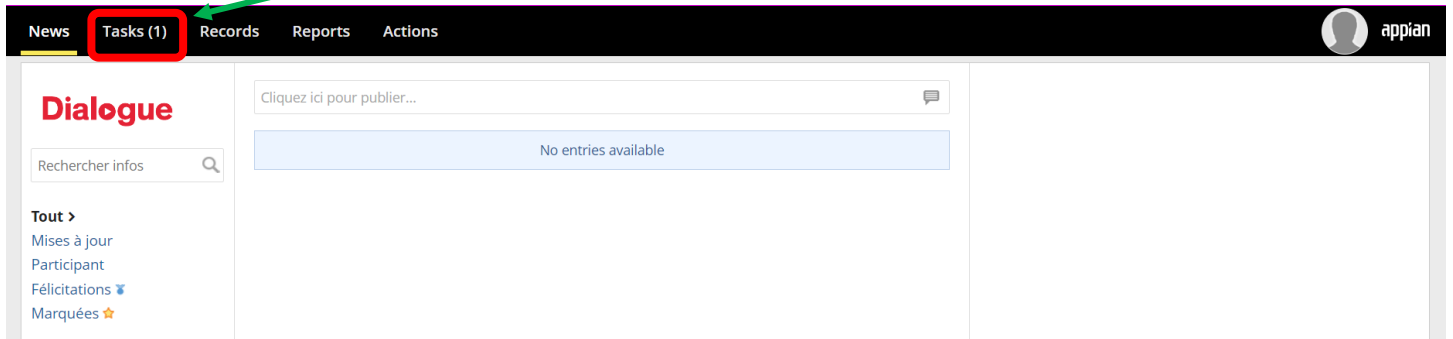 News Tasks (1) Records Reports Actions appian
Dialogue
Rechercher infos
Tout >
Mises à jour
Participant
Félicitations
Marquées
Cliquez ici pour publier...
No entries available